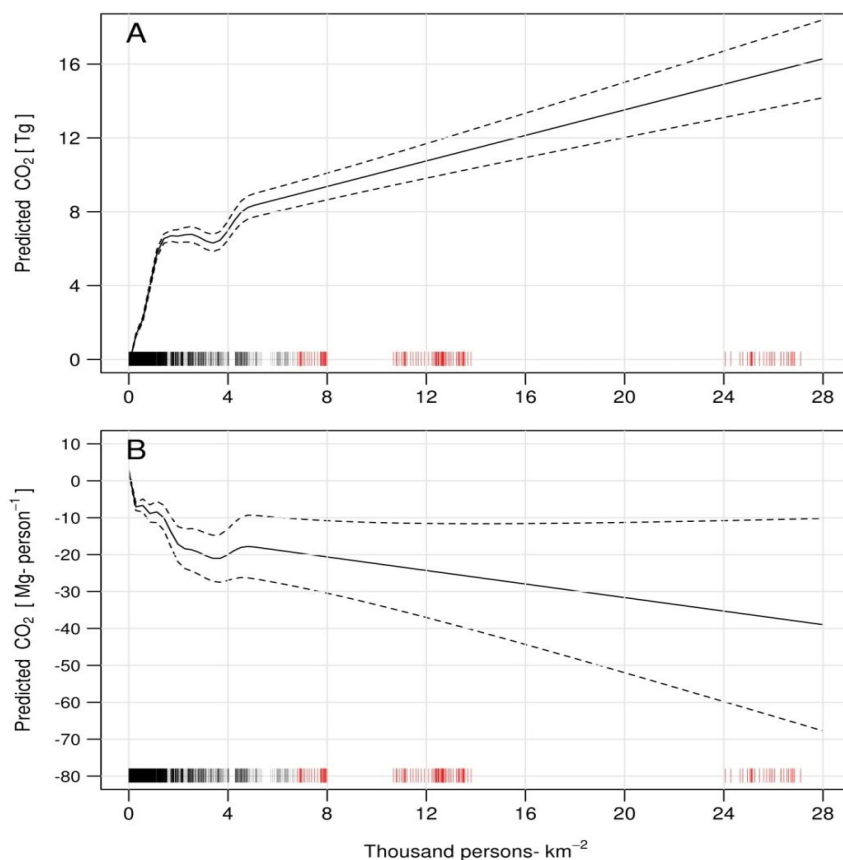 A
Predicted CO₂ [ Tg ]
16
12
8
4
0
0 4 8 12 16 20 24 28
B
Predicted CO₂ [ Mg- person⁻¹ ]
10
0
-10
-20
-30
-40
-50
-60
-70
-80
0 4 8 12 16 20 24 28
Thousand persons- km⁻²